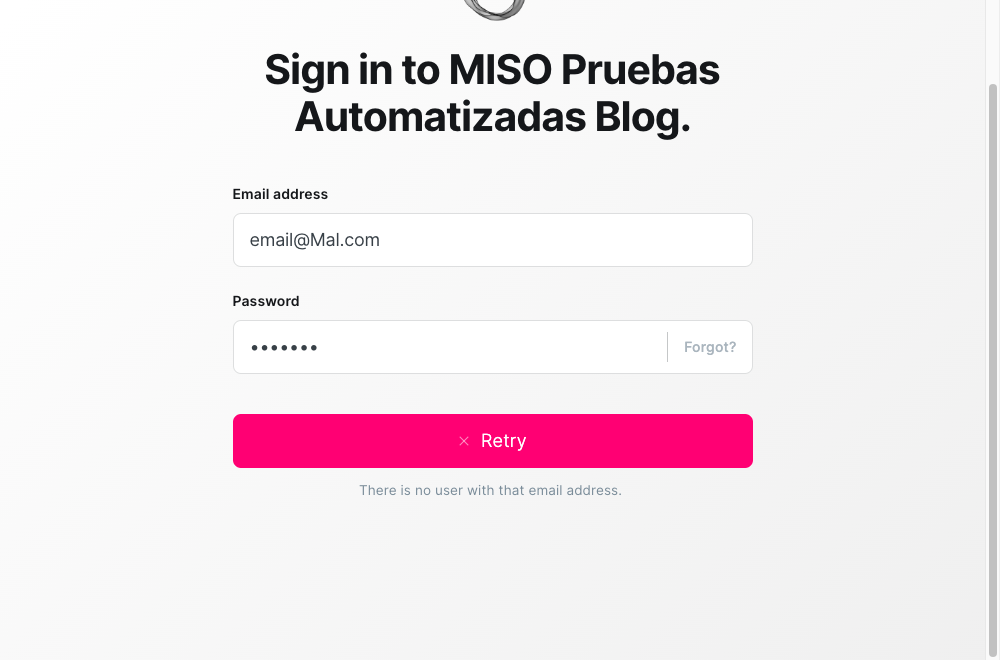 Sign in to MISO Pruebas
Automatizadas Blog.
Email address
email@Mal.com
Password
•••••••
Forgot?
Retry
There is no user with that email address.